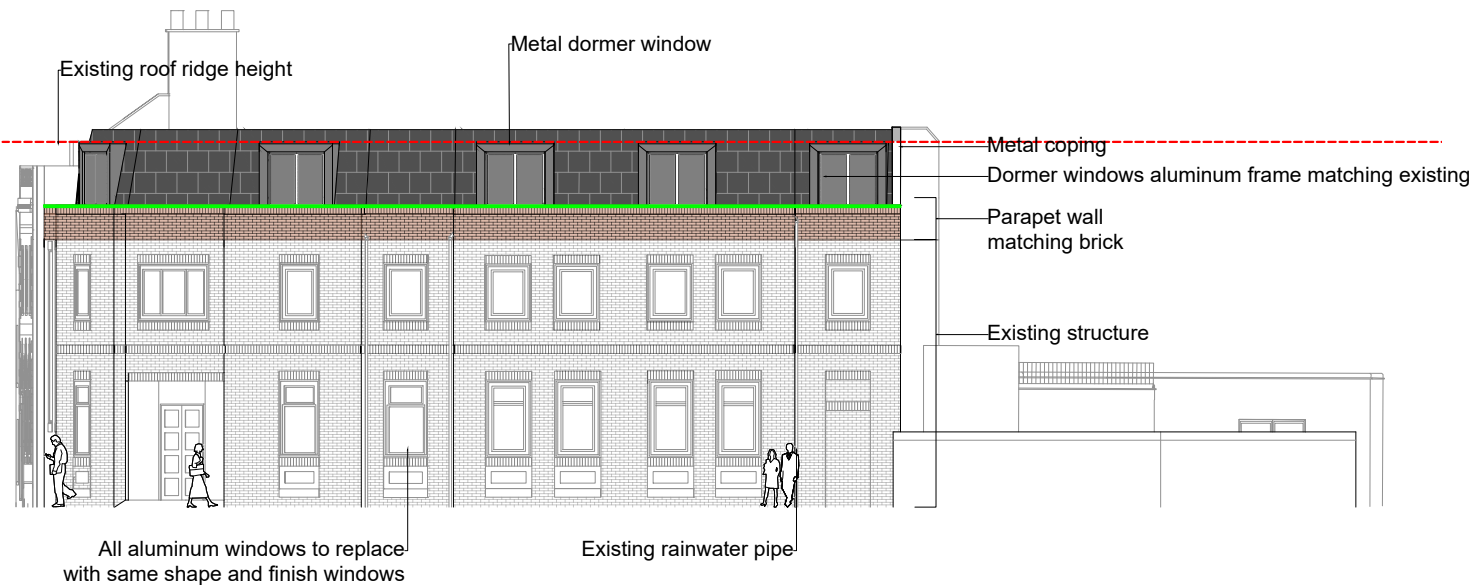 Metal dormer window
Existing roof ridge height
Metal coping
Dormer windows aluminum frame matching existing
Parapet wall
matching brick
Existing structure
All aluminum windows to replace
with same shape and finish windows
Existing rainwater pipe